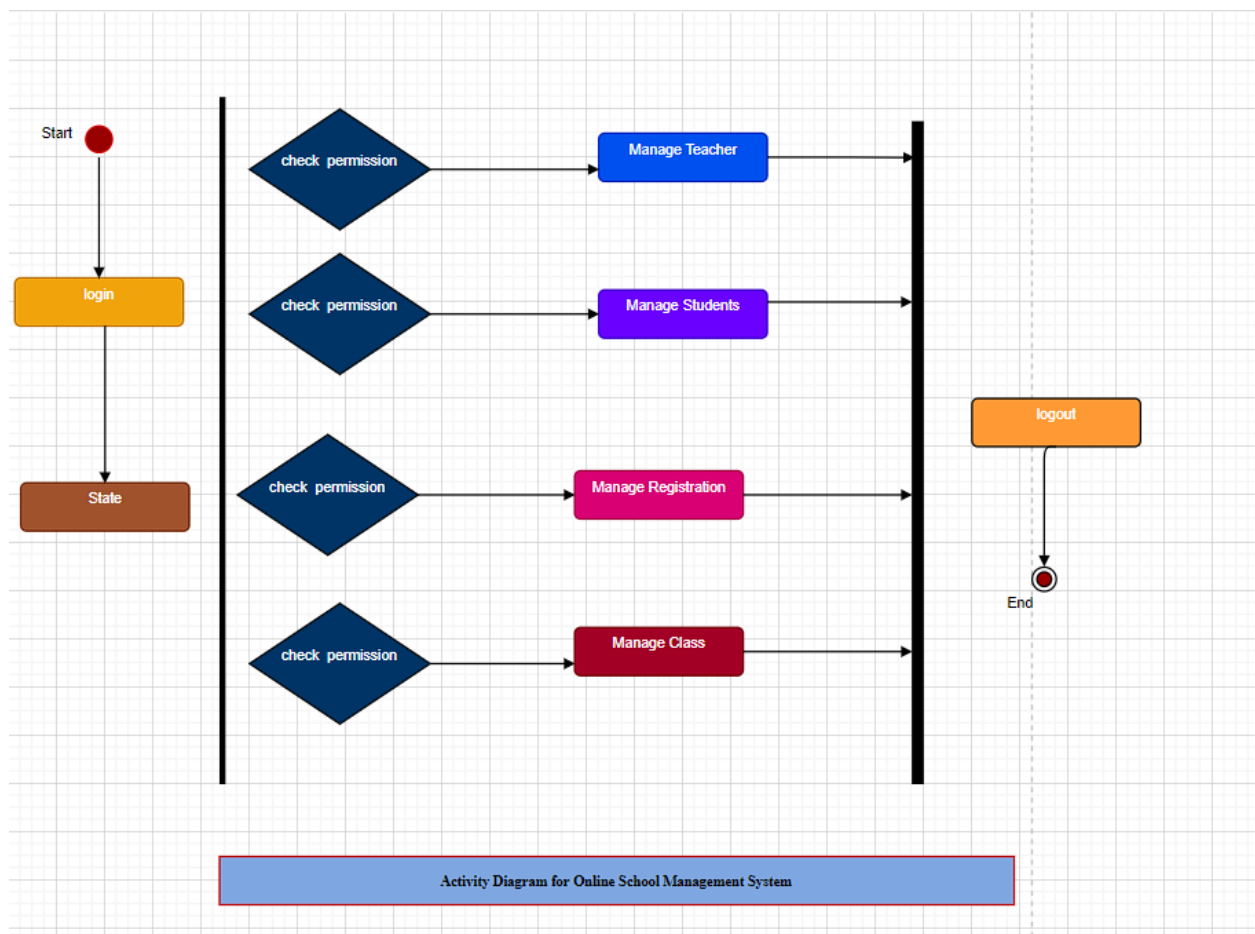 Start
login
State
check permission
Manage Teacher
check permission
Manage Students
check permission
Manage Registration
check permission
Manage Class
logout
End
Activity Diagram for Online School Management System